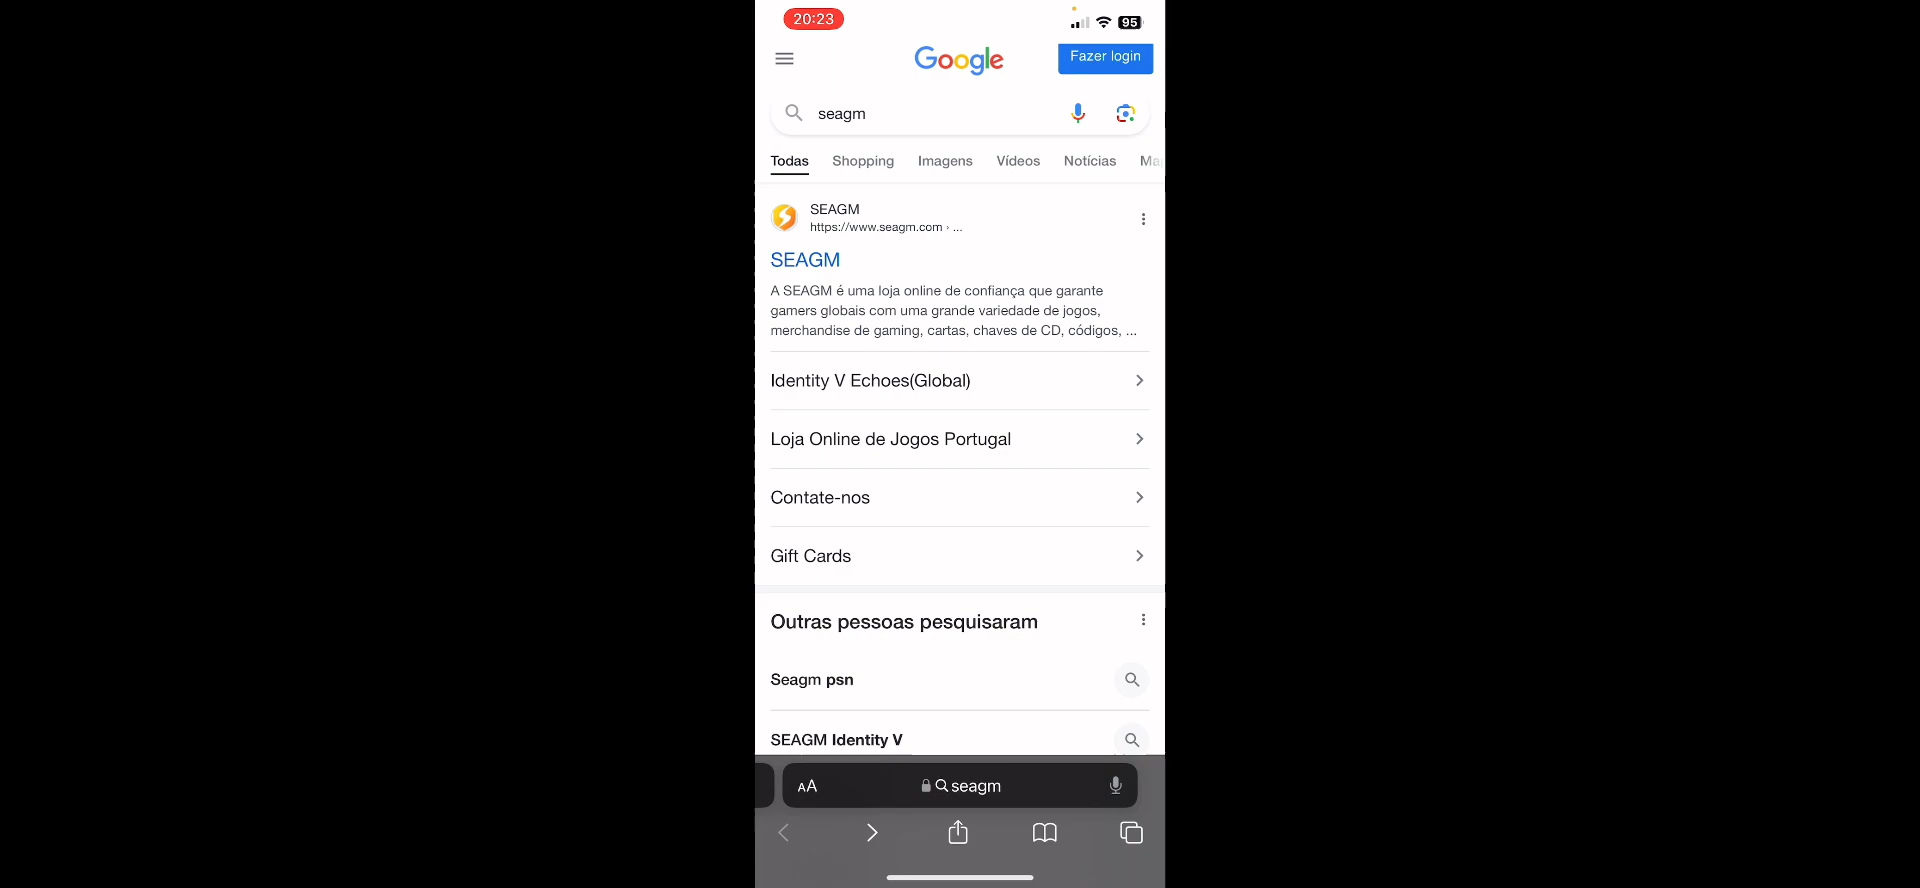 20:23
95
Google
Fazer login
seagm
Todas Shopping Imagens Vídeos Notícias
SEAGM
https://www.seagm.com › ...
SEAGM
A SEAGM é uma loja online de confiança que garante
gamers globais com uma grande variedade de jogos,
merchandise de gaming, cartas, chaves de CD, códigos, ...
Identity V Echoes(Global)
Loja Online de Jogos Portugal
Contate-nos
Gift Cards
Outras pessoas pesquisaram
Seagm psn
SEAGM Identity V
AA seagm